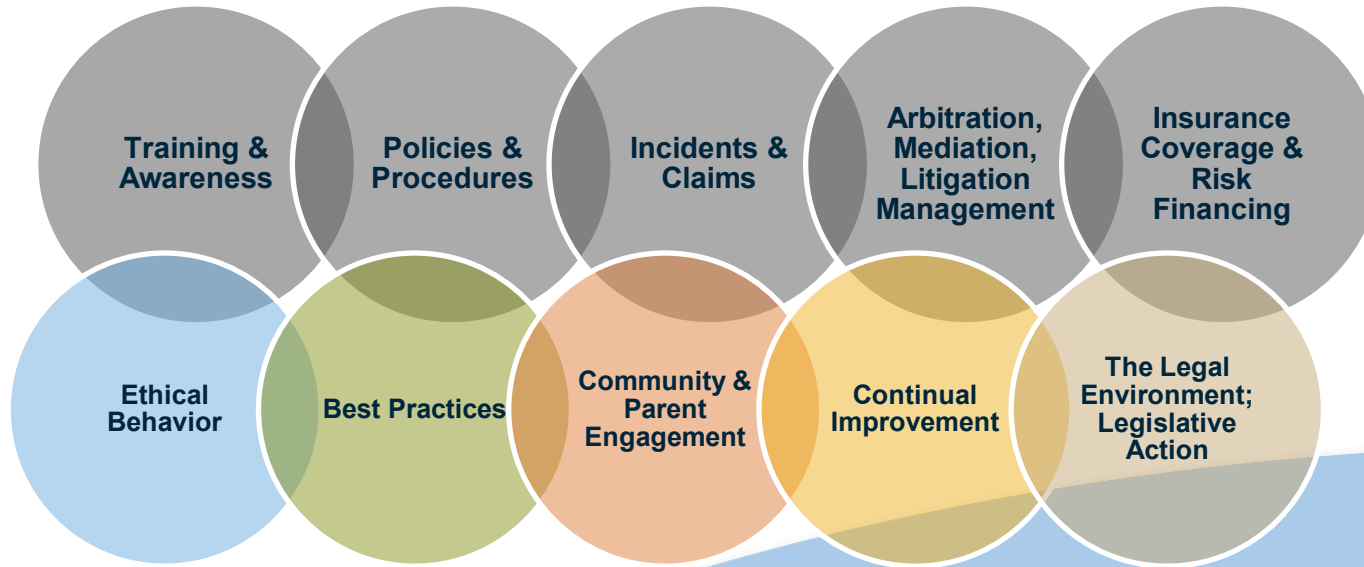 Training &
Awareness
Policies &
Procedures
Incidents &
Claims
Arbitration,
Mediation,
Litigation
Management
Insurance
Coverage &
Risk
Financing
Ethical
Behavior
Best Practices
Community &
Parent
Engagement
Continual
Improvement
The Legal
Environment;
Legislative
Action